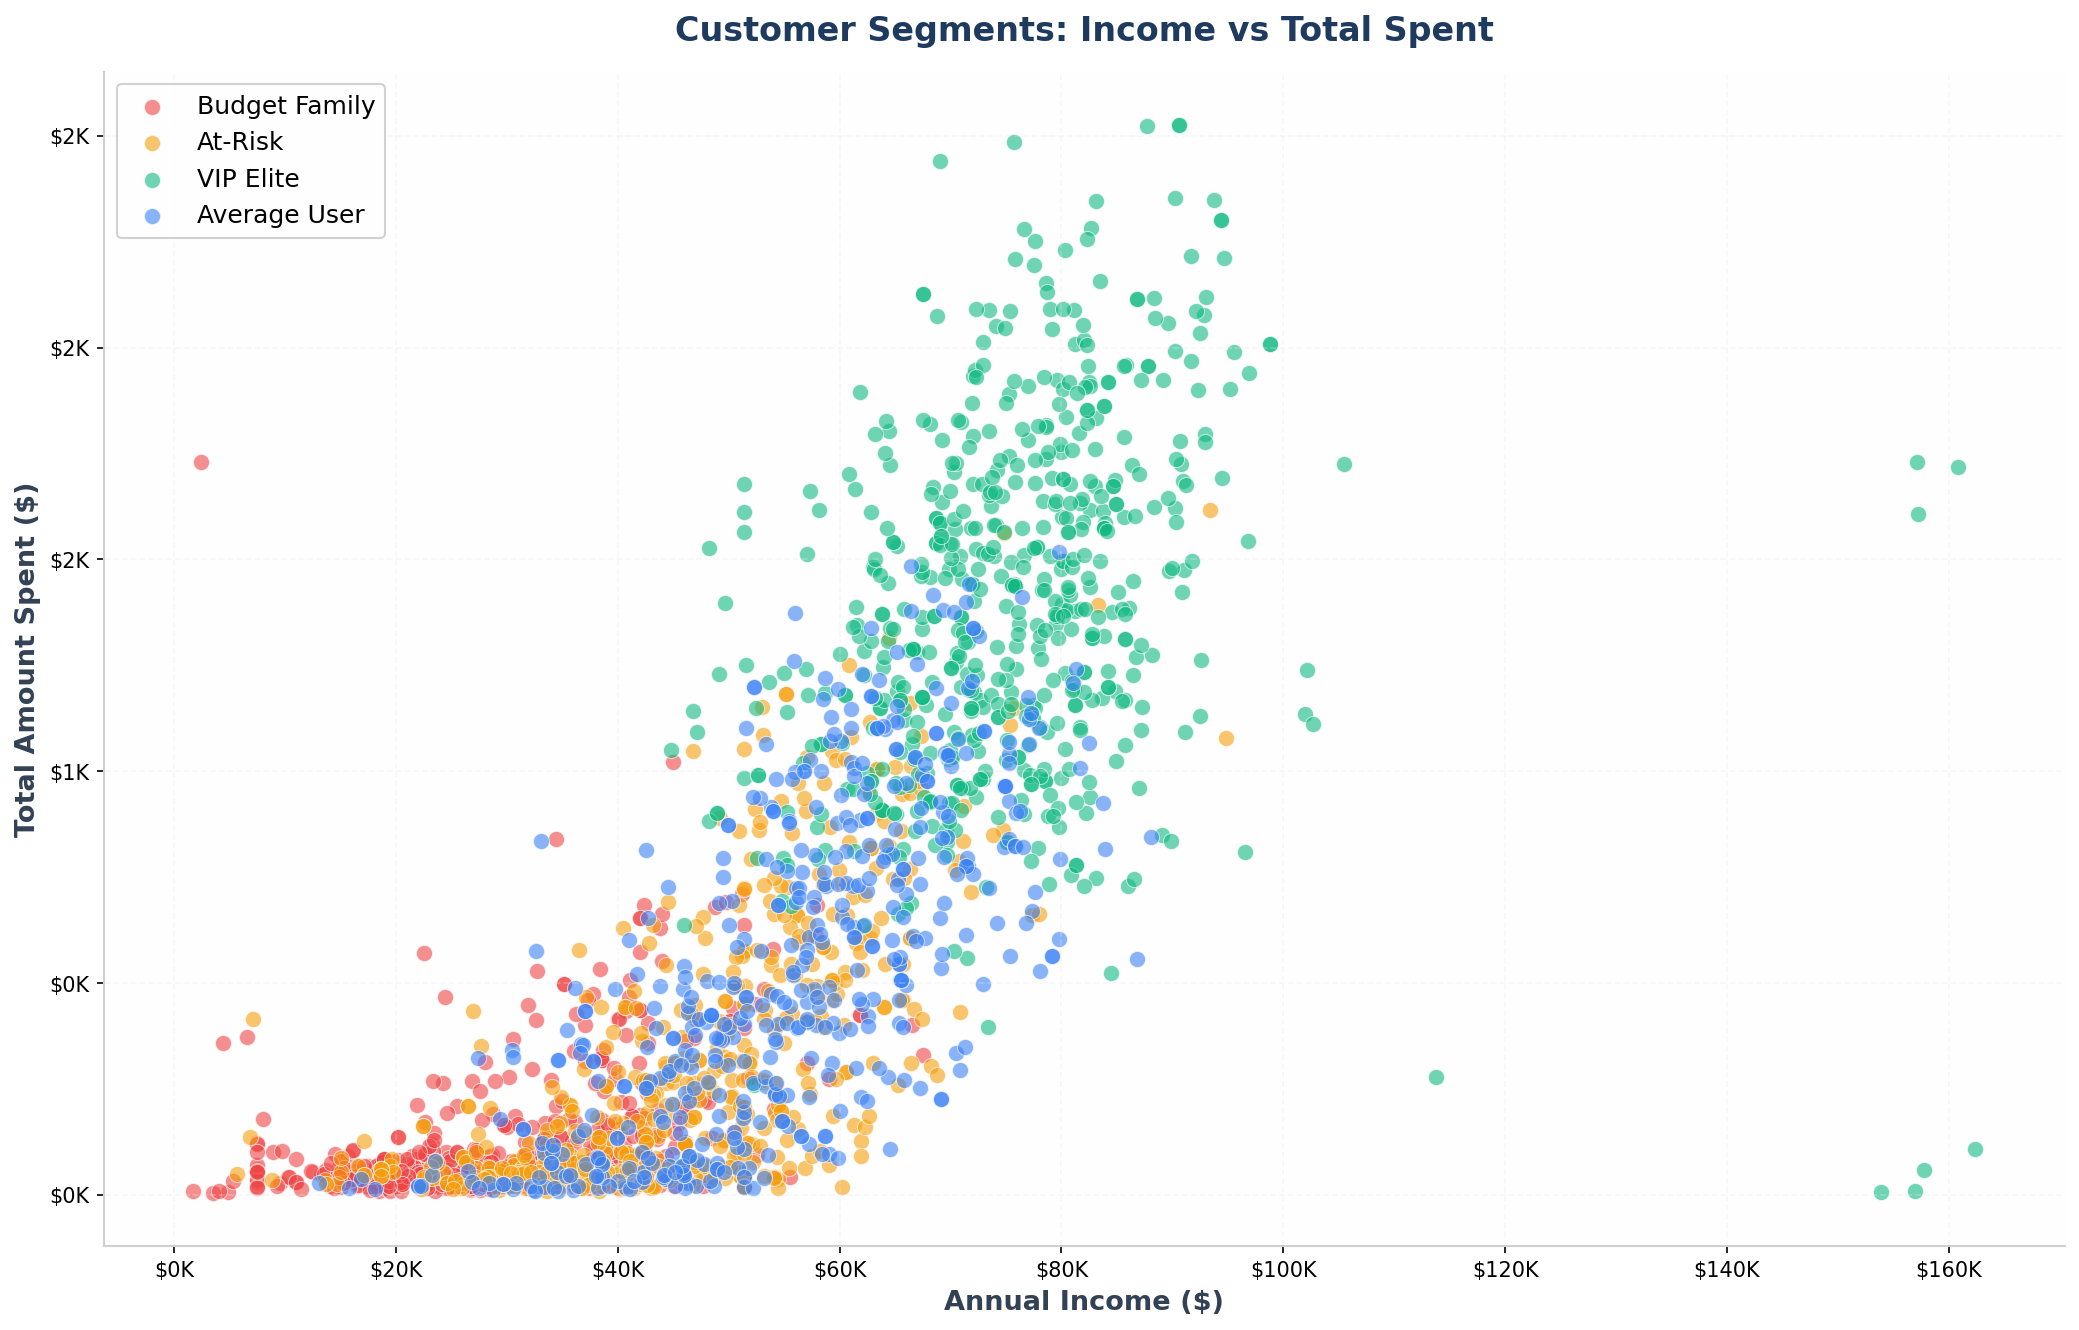 Customer Segments: Income vs Total Spent
Budget Family
At-Risk
VIP Elite
Average User
$2K
$2K
$2K
$1K
$0K
$0K
Total Amount Spent ($)
$0K
$20K
$40K
$60K
$80K
$100K
$120K
$140K
$160K
Annual Income ($)